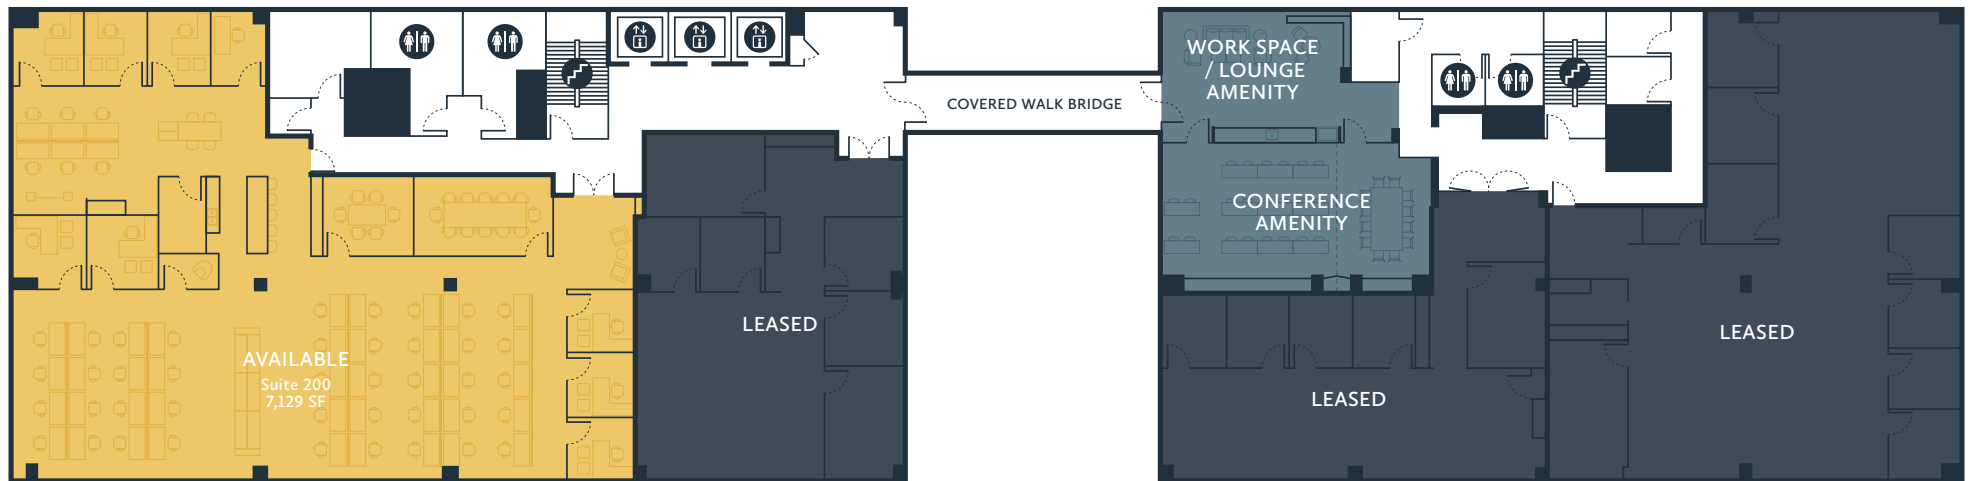 WORK SPACE
/ LOUNGE
AMENITY
COVERED WALK BRIDGE
CONFERENCE
AMENITY
LEASED
LEASED
AVAILABLE
Suite 200
7,129 SF
LEASED